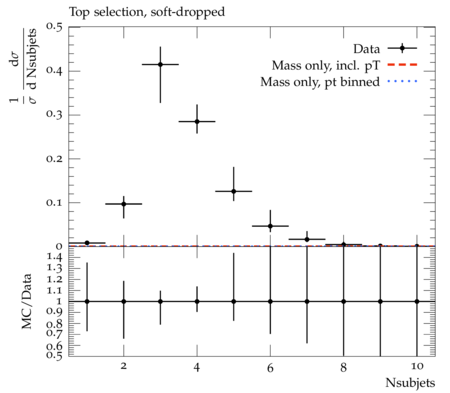 Top selection, soft-dropped
1/σ dσ/d Nsubjets
0.5
0.4
0.3
0.2
0.1
0
Data
Mass only, incl. pT
Mass only, pt binned
MC/Data
1.4
1.3
1.2
1.1
1
0.9
0.8
0.7
0.6
0.5
2 4 6 8 10
Nsubjets